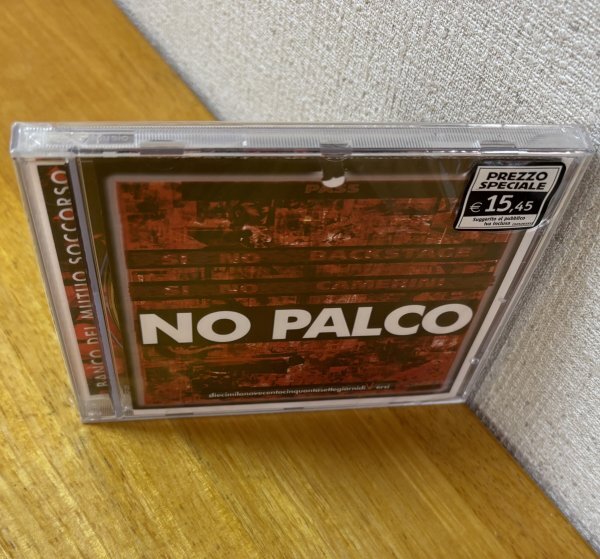 BANCO DEL MUTUO SOCCORSO
PASS
PREZZO
SPECIALE
€ 15,45
Suggerito al pubblico
Iva inclusa
SI NO BACKSTAGE
SI NO CAMERINI
NO PALCO